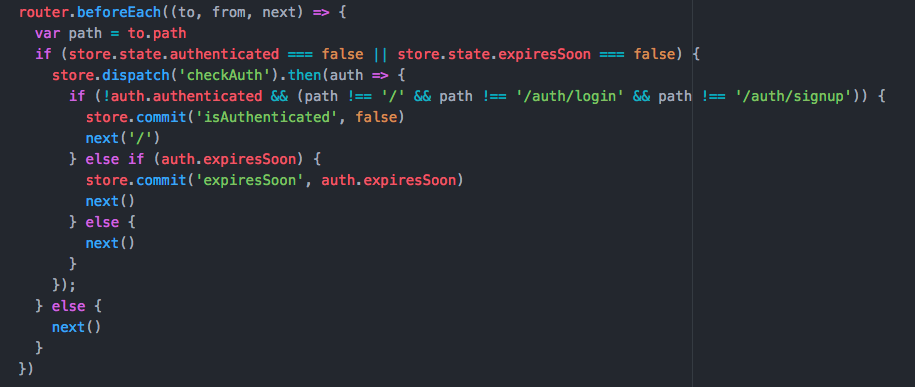 router.beforeEach((to, from, next) => {
  var path = to.path
  if (store.state.authenticated === false || store.state.expiresSoon === false) {
    store.dispatch('checkAuth').then(auth => {
      if (!auth.authenticated && (path !== '/' && path !== '/auth/login' && path !== '/auth/signup')) {
        store.commit('isAuthenticated', false)
        next('/')
      } else if (auth.expiresSoon) {
        store.commit('expiresSoon', auth.expiresSoon)
        next()
      } else {
        next()
      }
    });
  } else {
    next()
  }
})